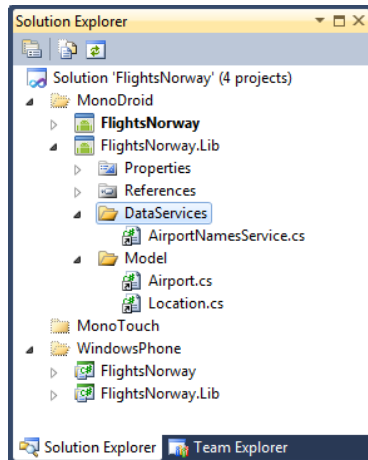 Solution Explorer
Solution 'FlightsNorway' (4 projects)
MonoDroid
FlightsNorway
FlightsNorway.Lib
Properties
References
DataServices
AirportNamesService.cs
Model
Airport.cs
Location.cs
MonoTouch
WindowsPhone
FlightsNorway
FlightsNorway.Lib
Solution Explorer Team Explorer